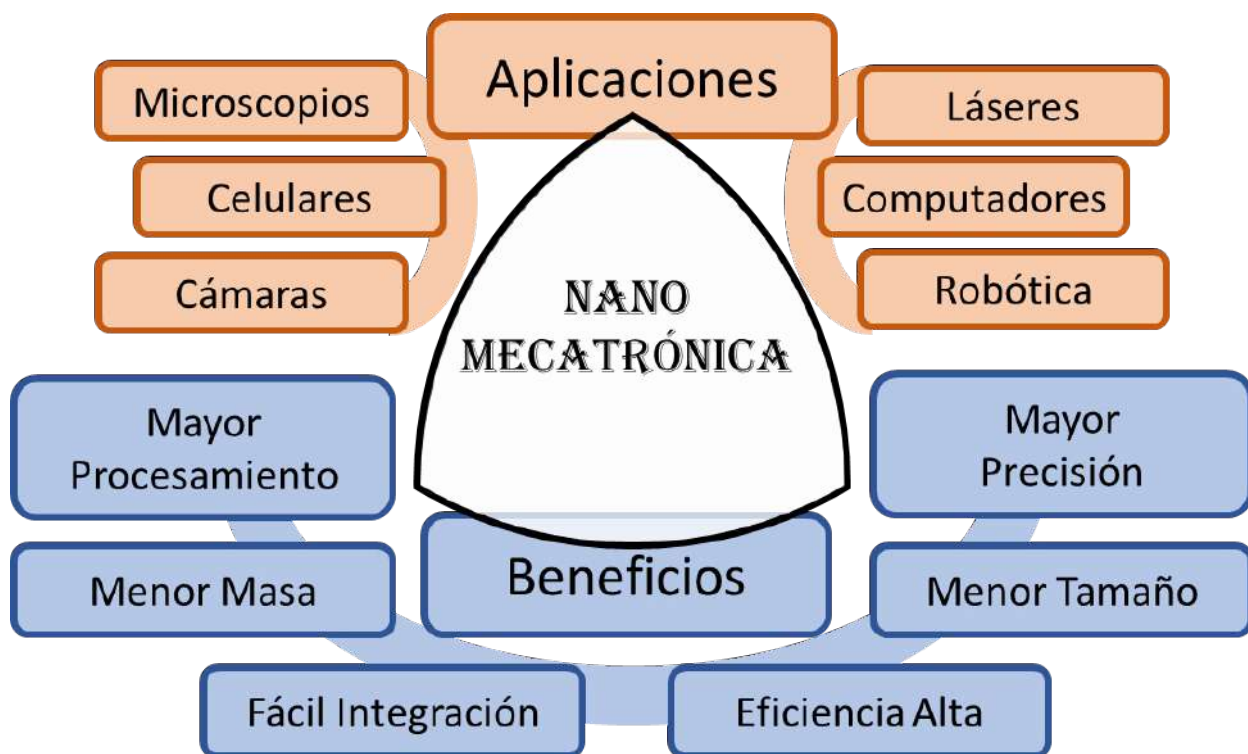 Aplicaciones
Microscopios
Celulares
Cámaras
Láseres
Computadores
Robótica
NANO
MECATRÓNICA
Mayor
Procesamiento
Menor Masa
Fácil Integración
Beneficios
Mayor
Precisión
Menor Tamaño
Eficiencia Alta